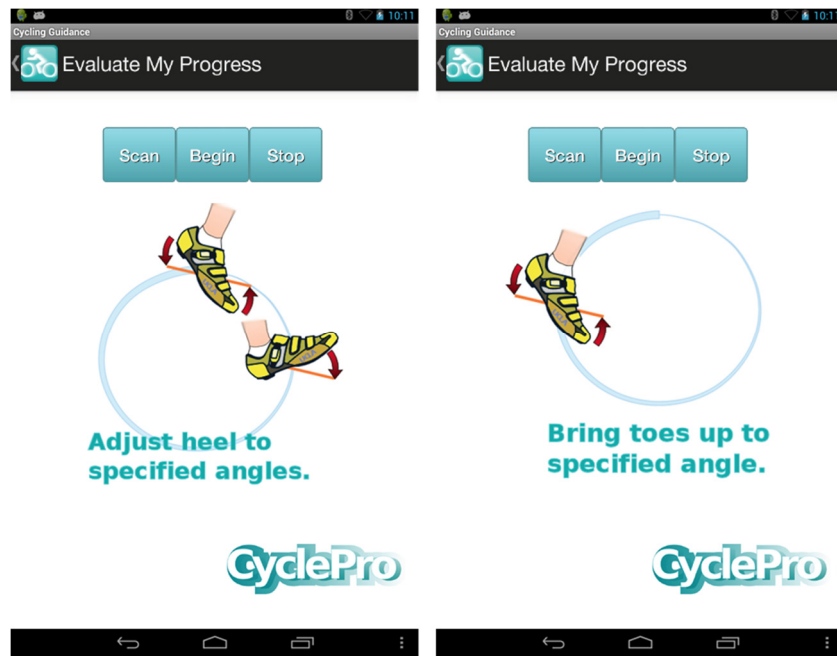 10:11
Cycling Guidance
Evaluate My Progress
Scan Begin Stop
Adjust heel to
specified angles.
CyclePro
10:11
Cycling Guidance
Evaluate My Progress
Scan Begin Stop
Bring toes up to
specified angle.
CyclePro